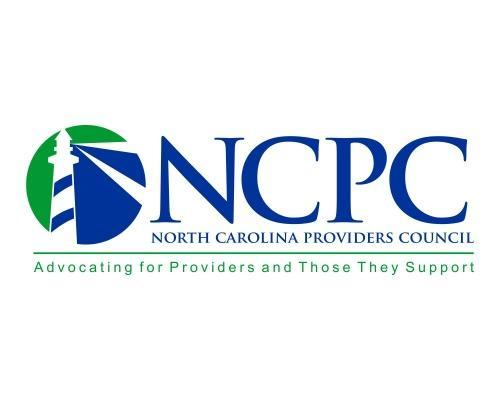 NCPC
NORTH CAROLINA PROVIDERS COUNCIL
Advocating for Providers and Those They Support